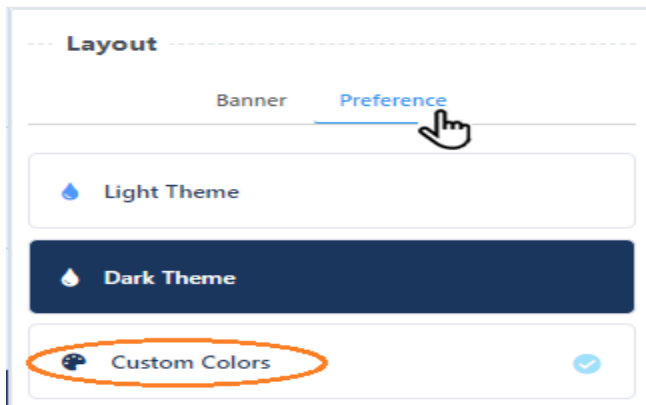 Layout
Banner Preference
Light Theme
Dark Theme
Custom Colors